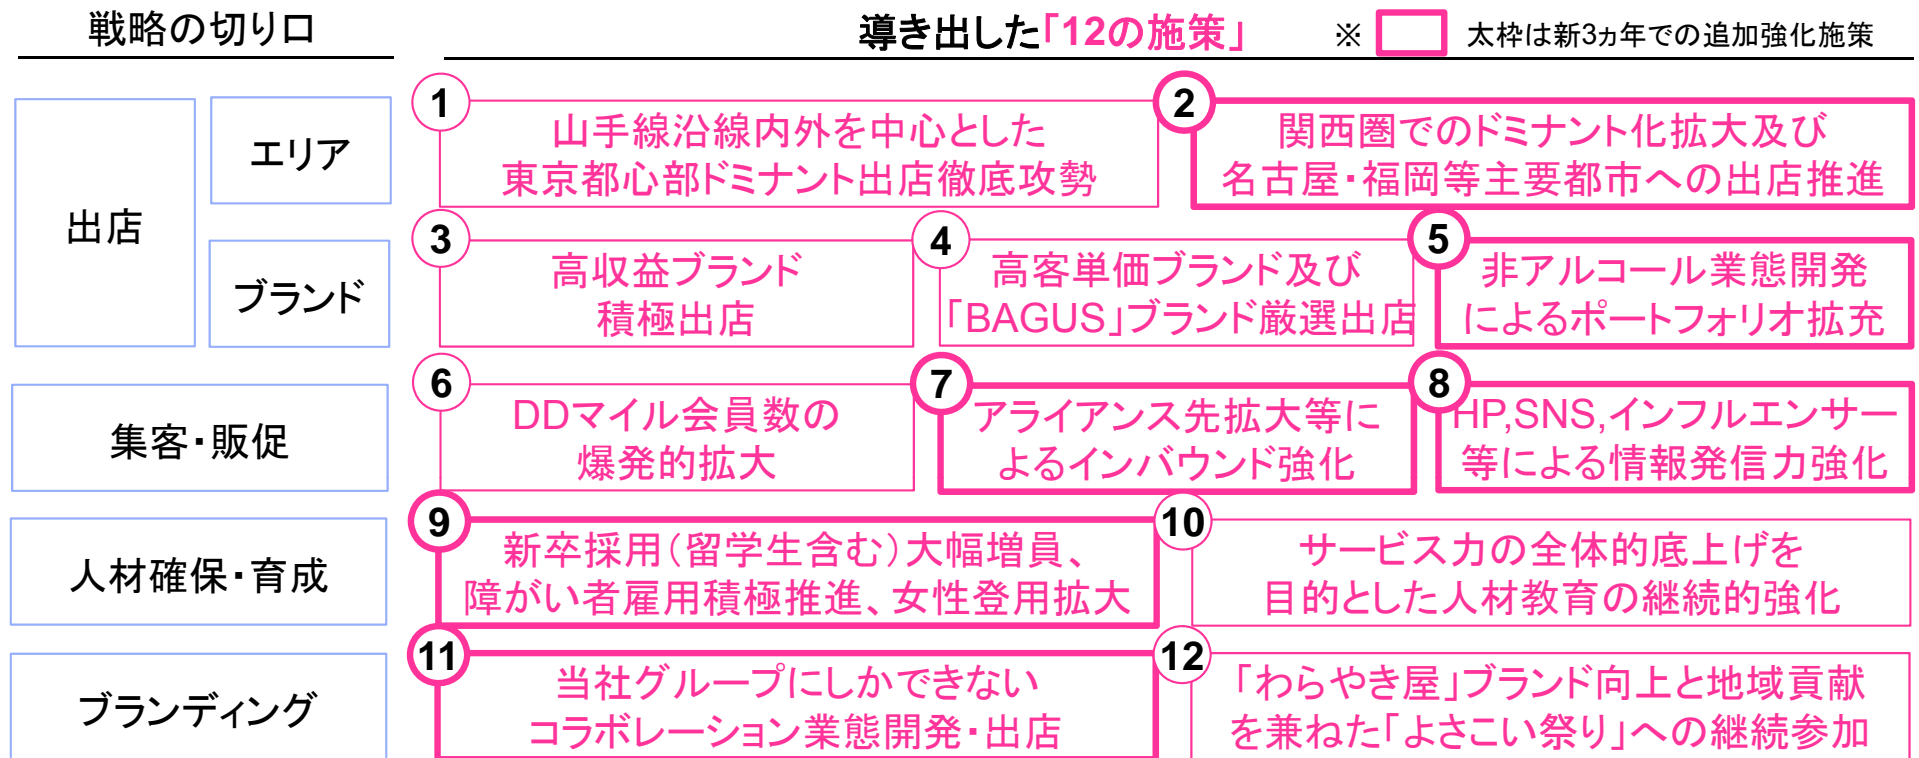 戦略の切り口
導き出した「12の施策」
※ 太枠は新3ヵ年での追加強化施策
出店
エリア
1
山手線沿線内外を中心とした
東京都心部ドミナント出店徹底攻勢
2
関西圏でのドミナント化拡大及び
名古屋・福岡等主要都市への出店推進
ブランド
3
高収益ブランド
積極出店
4
高客単価ブランド及び
「BAGUS」ブランド厳選出店
5
非アルコール業態開発
によるポートフォリオ拡充
集客・販促
6
DDマイル会員数の
爆発的拡大
7
アライアンス先拡大等に
よるインバウンド強化
8
HP,SNS,インフルエンサー
等による情報発信力強化
人材確保・育成
9
新卒採用(留学生含む)大幅増員、
障がい者雇用積極推進、女性登用拡大
10
サービス力の全体的底上げを
目的とした人材教育の継続的強化
ブランディング
11
当社グループにしかできない
コラボレーション業態開発・出店
12
「わらやき屋」ブランド向上と地域貢献
を兼ねた「よさこい祭り」への継続参加